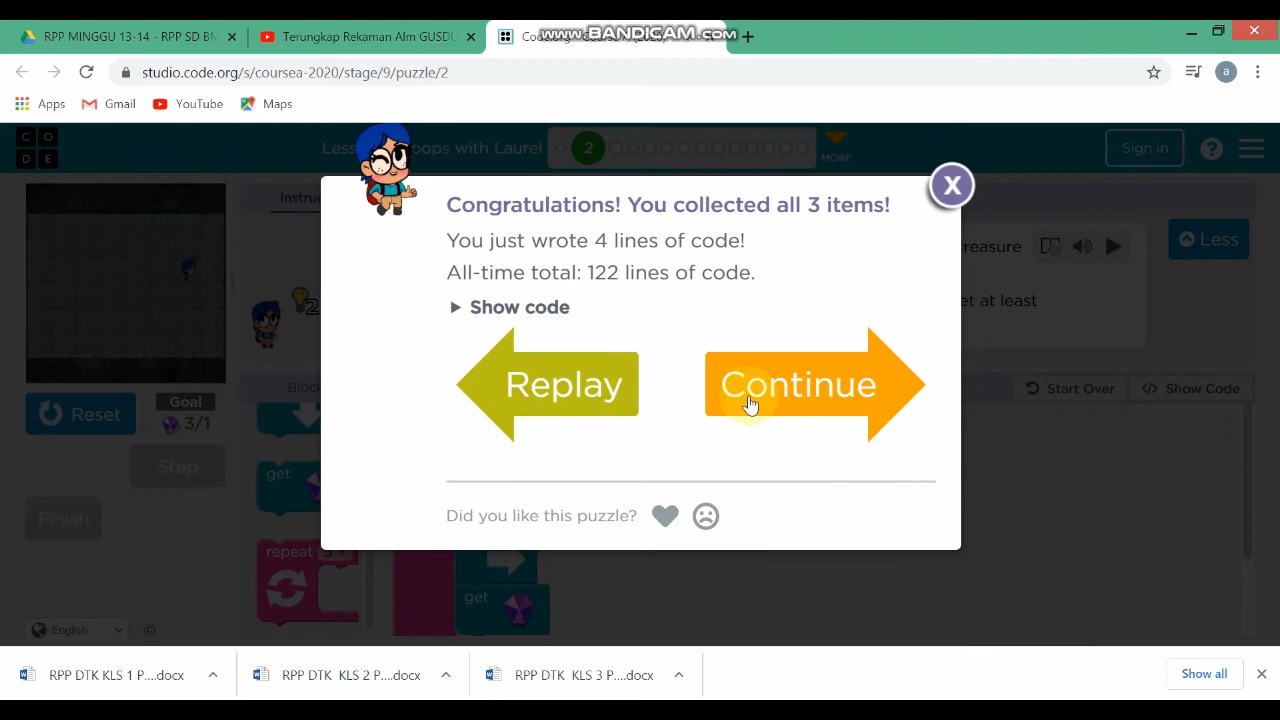 www.BANDICAM.com
RPP MINGGU 13-14 - RPP SD BM
Terungkap Rekaman Alm GUSDU
studio.code.org/s/coursea-2020/stage/9/puzzle/2
a
Apps
Gmail
YouTube
Maps
C O
D E
Less
oops with Laurel
2
MORE
Sign in
?
X
Congratulations! You collected all 3 items!
You just wrote 4 lines of code!
All-time total: 122 lines of code.
Show code
Replay
Continue
Did you like this puzzle?
Instruc
reasure
Less
2
et at least
Reset
Goal
3/1
Step
Finish
Block
Start Over
</> Show Code
get
repeat
get
English
©
RPP DTK KLS 1 P....docx
RPP DTK KLS 2 P....docx
RPP DTK KLS 3 P....docx
Show all